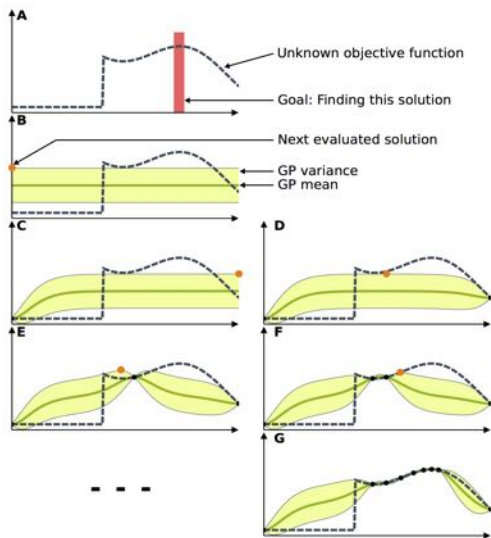 A
Unknown objective function
Goal: Finding this solution
B
Next evaluated solution
GP variance
GP mean
C
D
E
F
G